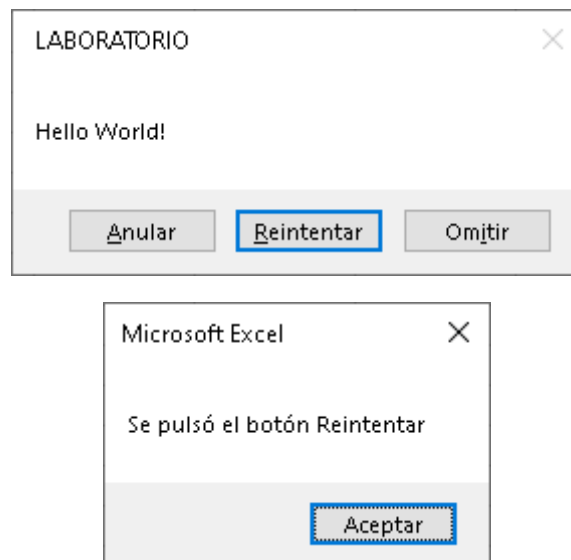 LABORATORIO
Hello World!
Anular Reintentar Omitir
Microsoft Excel
Se pulsó el botón Reintentar
Aceptar